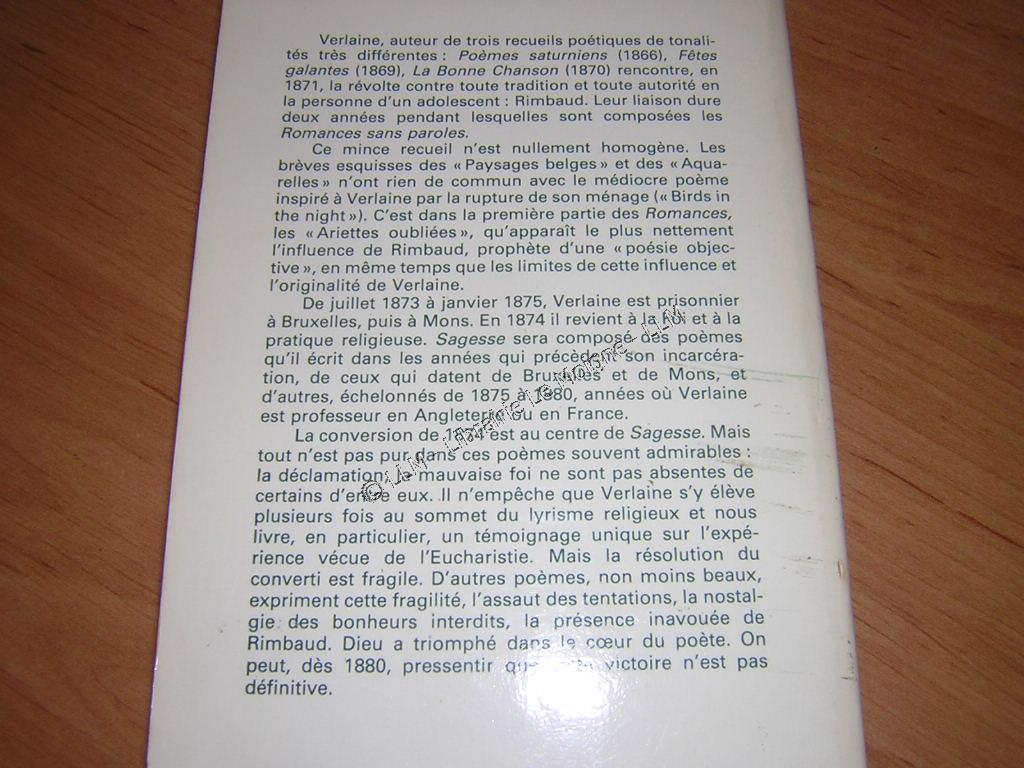 Verlaine, auteur de trois recueils poétiques de tonali-
tés très différentes : Poèmes saturniens (1866), Fêtes
galantes (1869), La Bonne Chanson (1870) rencontre, en
1871, la révolte contre toute tradition et toute autorité en
la personne d'un adolescent : Rimbaud. Leur liaison dure
deux années pendant lesquelles sont composées les
Romances sans paroles.
Ce mince recueil n'est nullement homogène. Les
brèves esquisses des « Paysages belges » et des « Aqua-
relles » n'ont rien de commun avec le médiocre poème
inspiré à Verlaine par la rupture de son ménage (« Birds in
the night »). C'est dans la première partie des Romances,
les « Ariettes oubliées », qu'apparaît le plus nettement
l'influence de Rimbaud, prophète d'une « poésie objec-
tive », en même temps que les limites de cette influence et
l'originalité de Verlaine.
De juillet 1873 à janvier 1875, Verlaine est prisonnier
à Bruxelles, puis à Mons. En 1874 il revient à la foi et à la
pratique religieuse. Sagesse sera composé des poèmes
qu'il écrit dans les années qui précèdent son incarcéra-
tion, de ceux qui datent de Bruxelles et de Mons, et
d'autres, échelonnés de 1875 à 1880, années où Verlaine
est professeur en Angleterre ou en France.
La conversion de 1874 est au centre de Sagesse. Mais
tout n'est pas pur dans ces poèmes souvent admirables :
la déclamation, la mauvaise foi ne sont pas absentes de
certains d'entre eux. Il n'empêche que Verlaine s'y élève
plusieurs fois au sommet du lyrisme religieux et nous
livre, en particulier, un témoignage unique sur l'expé-
rience vécue de l'Eucharistie. Mais la résolution du
converti est fragile. D'autres poèmes, non moins beaux,
expriment cette fragilité, l'assaut des tentations, la nostal-
gie des bonheurs interdits, la présence inavouée de
Rimbaud. Dieu a triomphé dans le cœur du poète. On
peut, dès 1880, pressentir que cette victoire n'est pas
définitive.